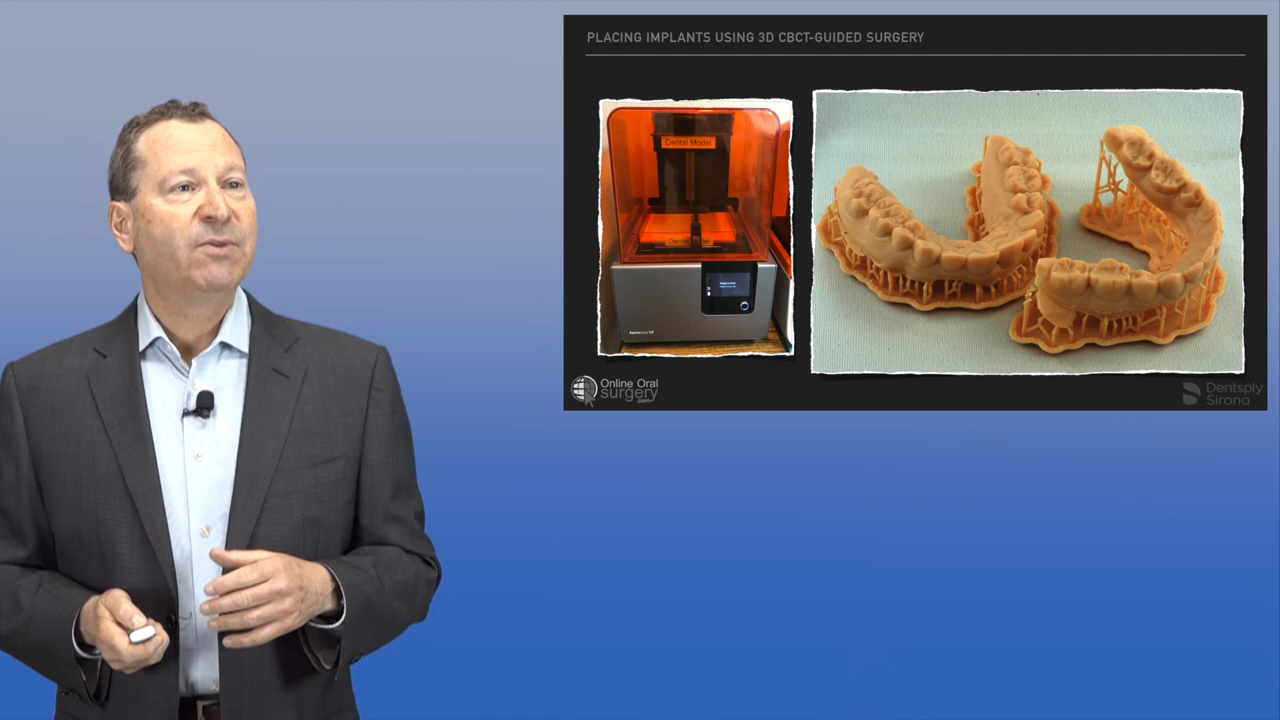 PLACING IMPLANTS USING 3D CBCT-GUIDED SURGERY
Dental Model
Online Oral
surgery
.com
Dentsply
Sirona